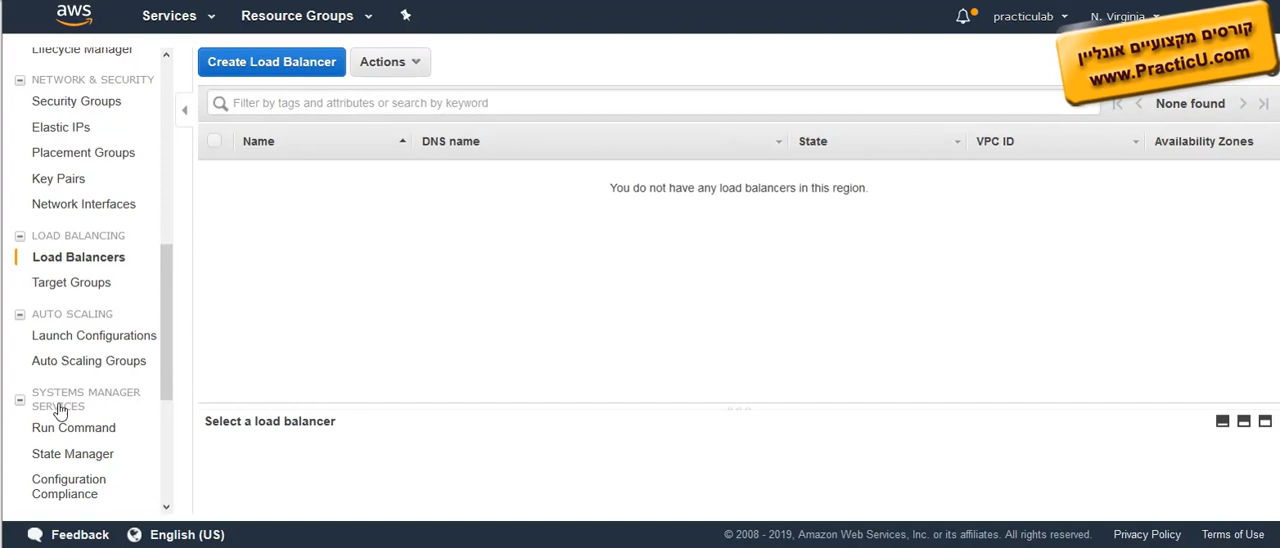 aws
Services
Resource Groups
practiculab
N. Virginia
קורסים מקצועיים אונליין
www.PracticU.com
Lifecycle Manager
NETWORK & SECURITY
Security Groups
Elastic IPs
Placement Groups
Key Pairs
Network Interfaces
LOAD BALANCING
Load Balancers
Target Groups
AUTO SCALING
Launch Configurations
Auto Scaling Groups
SYSTEMS MANAGER
SERVICES
Run Command
State Manager
Configuration
Compliance
Create Load Balancer
Actions
Filter by tags and attributes or search by keyword
None found
Name
DNS name
State
VPC ID
Availability Zones
You do not have any load balancers in this region.
Select a load balancer
Feedback
English (US)
© 2008 - 2019, Amazon Web Services, Inc. or its affiliates. All rights reserved.
Privacy Policy
Terms of Use